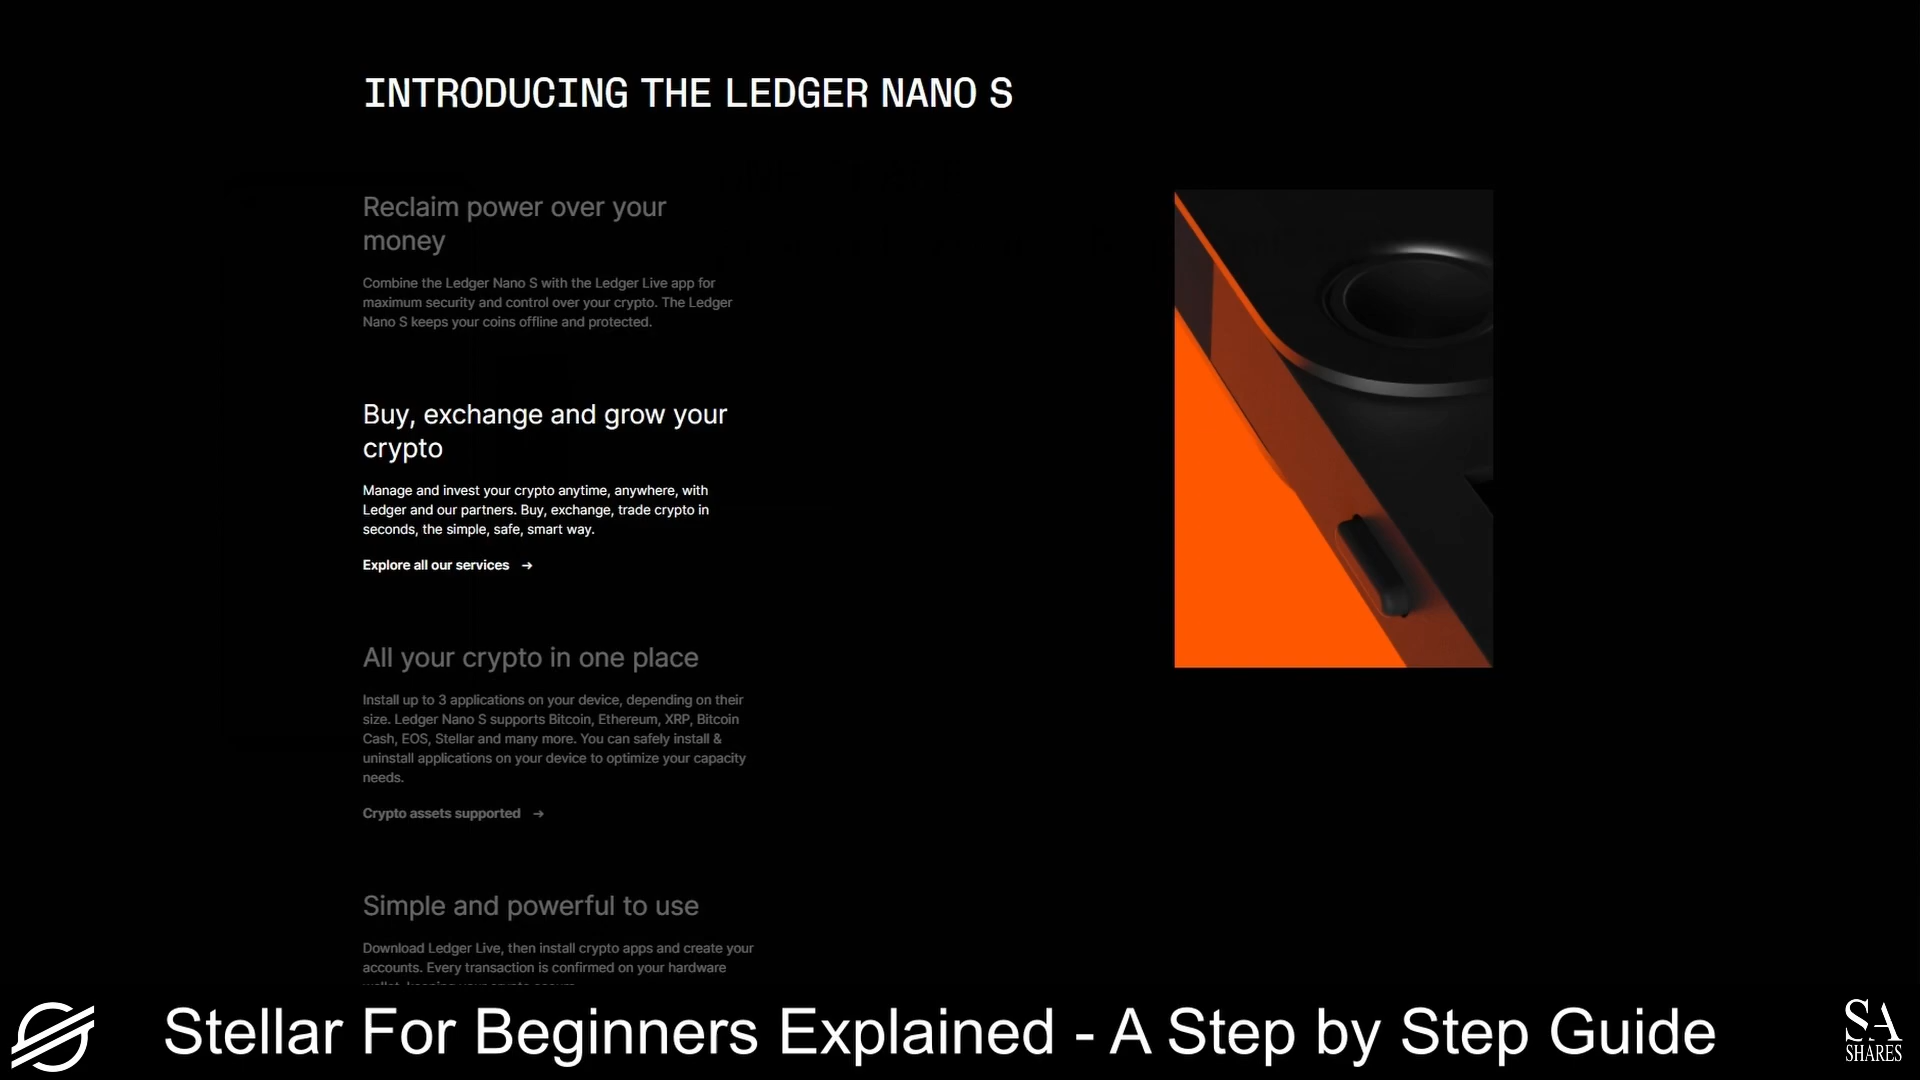 INTRODUCING THE LEDGER NANO S
Reclaim power over your
money
Combine the Ledger Nano S with the Ledger Live app for
maximum security and control over your crypto. The Ledger
Nano S keeps your coins offline and protected.
Buy, exchange and grow your
crypto
Manage and invest your crypto anytime, anywhere, with
Ledger and our partners. Buy, exchange, trade crypto in
seconds, the simple, safe, smart way.
Explore all our services →
All your crypto in one place
Install up to 3 applications on your device, depending on their
size. Ledger Nano S supports Bitcoin, Ethereum, XRP, Bitcoin
Cash, EOS, Stellar and many more. You can safely install &
uninstall applications on your device to optimize your capacity
needs.
Crypto assets supported →
Simple and powerful to use
Download Ledger Live, then install crypto apps and create your
accounts. Every transaction is confirmed on your hardware
Stellar For Beginners Explained - A Step by Step Guide
SA
SHARES